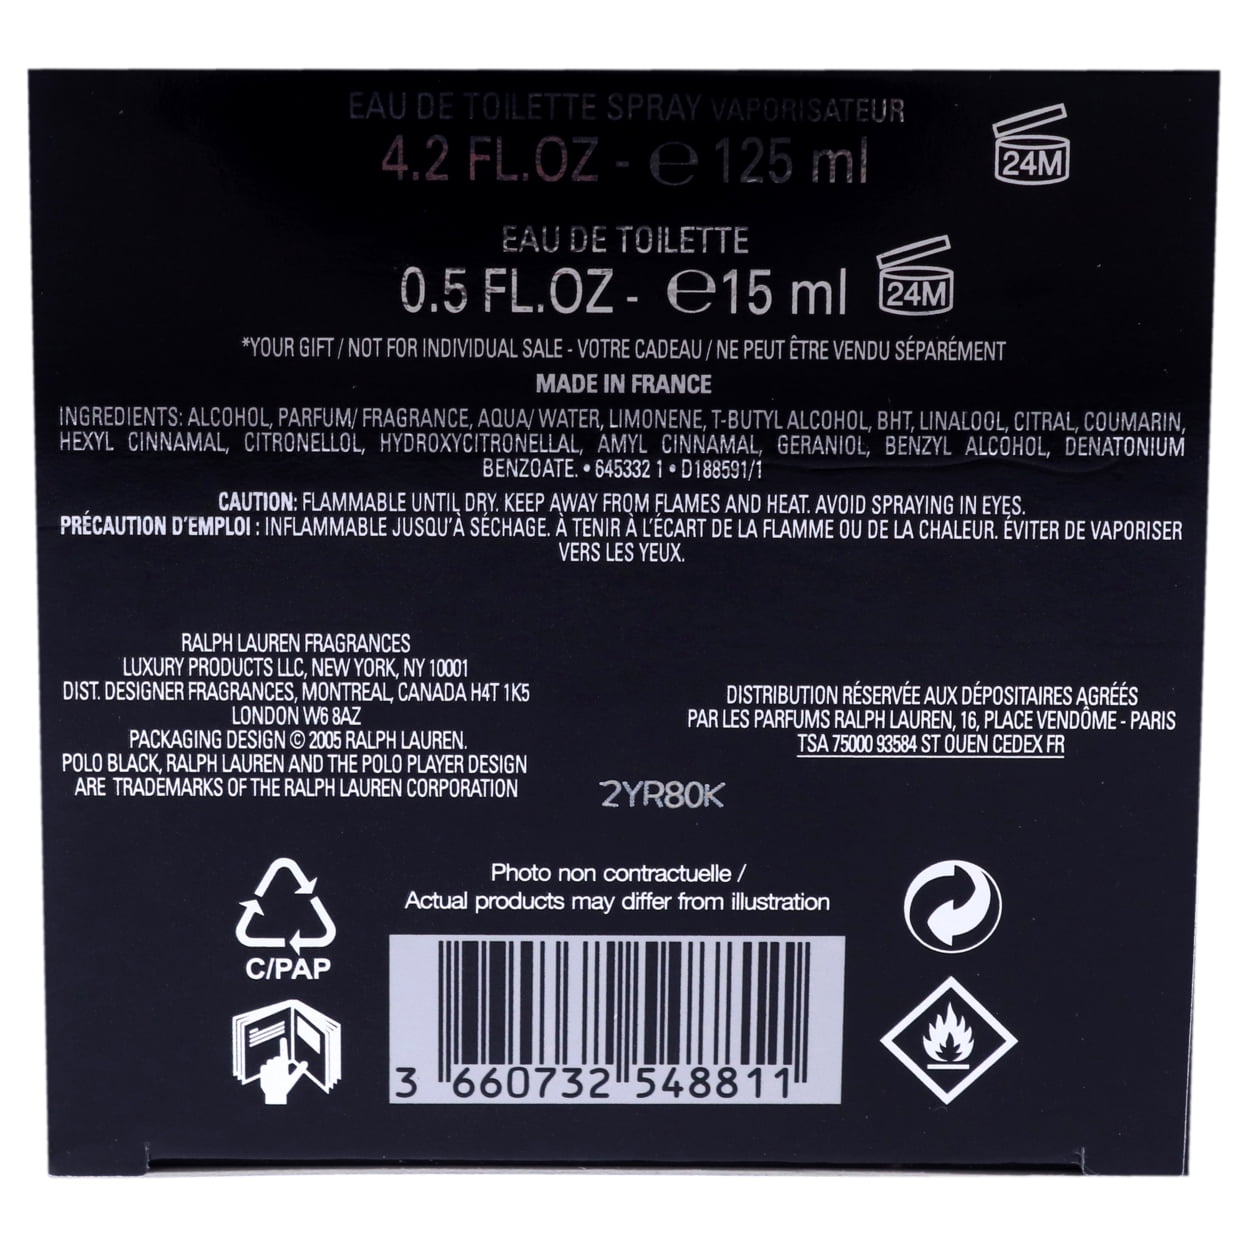 EAU DE TOILETTE SPRAY VAPORISATEUR
4.2 FL.OZ - ℮ 125 ml
24M
EAU DE TOILETTE
0.5 FL.OZ - ℮15 ml
24M
*YOUR GIFT / NOT FOR INDIVIDUAL SALE - VOTRE CADEAU / NE PEUT ÊTRE VENDU SÉPARÉMENT
MADE IN FRANCE
INGREDIENTS: ALCOHOL, PARFUM/ FRAGRANCE, AQUA/ WATER, LIMONENE, T-BUTYL ALCOHOL, BHT, LINALOOL, CITRAL, COUMARIN,
HEXYL CINNAMAL, CITRONELLOL, HYDROXYCITRONELLAL, AMYL CINNAMAL, GERANIOL, BENZYL ALCOHOL, DENATONIUM
BENZOATE. • 645332 1 • D188591/1
CAUTION: FLAMMABLE UNTIL DRY. KEEP AWAY FROM FLAMES AND HEAT. AVOID SPRAYING IN EYES.
PRÉCAUTION D'EMPLOI : INFLAMMABLE JUSQU'À SÉCHAGE. À TENIR À L'ÉCART DE LA FLAMME OU DE LA CHALEUR. ÉVITER DE VAPORISER
VERS LES YEUX.
RALPH LAUREN FRAGRANCES
LUXURY PRODUCTS LLC, NEW YORK, NY 10001
DIST. DESIGNER FRAGRANCES, MONTREAL, CANADA H4T 1K5
LONDON W6 8AZ
PACKAGING DESIGN © 2005 RALPH LAUREN.
POLO BLACK, RALPH LAUREN AND THE POLO PLAYER DESIGN
ARE TRADEMARKS OF THE RALPH LAUREN CORPORATION
DISTRIBUTION RÉSERVÉE AUX DÉPOSITAIRES AGRÉÉS
PAR LES PARFUMS RALPH LAUREN, 16, PLACE VENDÔME - PARIS
TSA 75000 93584 ST OUEN CEDEX FR
2YR80K
Photo non contractuelle /
Actual products may differ from illustration
C/PAP
3 660732 548811